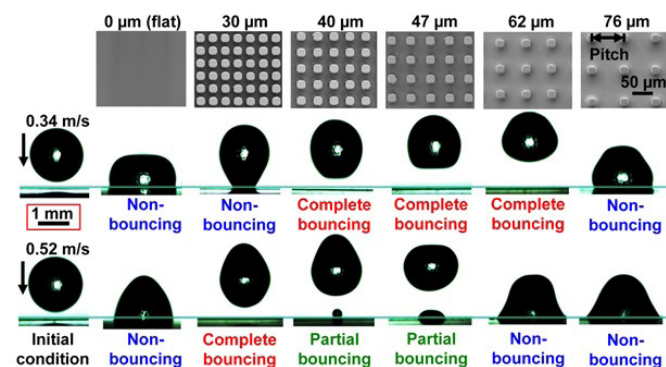 0 µm (flat) 30 µm 40 µm 47 µm 62 µm 76 µm
Pitch
50 µm
0.34 m/s
1 mm
Non-bouncing Non-bouncing Complete bouncing Complete bouncing Complete bouncing Non-bouncing
0.52 m/s
Initial condition Non-bouncing Complete bouncing Partial bouncing Partial bouncing Non-bouncing Non-bouncing